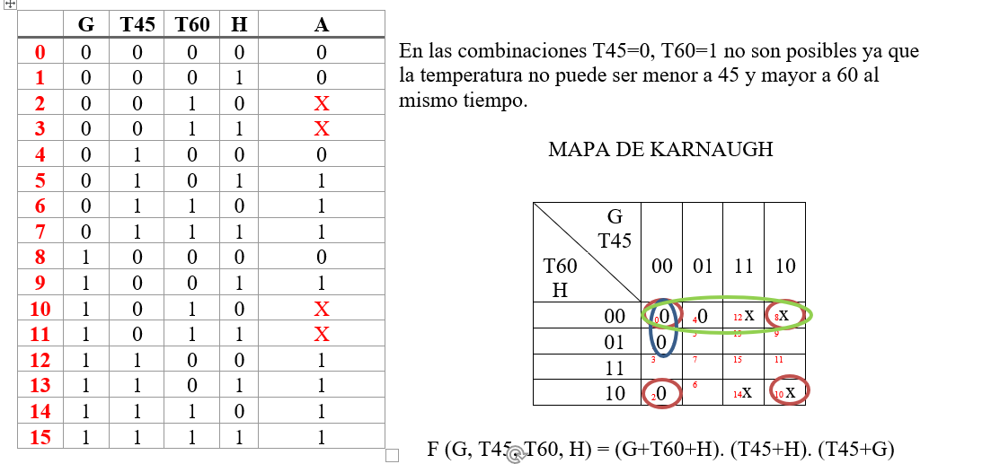 G T45 T60 H A
0 0 0 0 0 0
1 0 0 0 1 0
2 0 0 1 0 X
3 0 0 1 1 X
4 0 1 0 0 0
5 0 1 0 1 1
6 0 1 1 0 1
7 0 1 1 1 1
8 1 0 0 0 0
9 1 0 0 1 1
10 1 0 1 0 X
11 1 0 1 1 X
12 1 1 0 0 1
13 1 1 0 1 1
14 1 1 1 0 1
15 1 1 1 1 1
En las combinaciones T45=0, T60=1 no son posibles ya que
la temperatura no puede ser menor a 45 y mayor a 60 al
mismo tiempo.
MAPA DE KARNAUGH
G
T45
T60
H
00 01 11 10
00 0 0 4 0 12 X 8 X
01 0 5 13 9
11 3 7 15 11
10 2 0 6 14 X 10 X
F (G, T45, T60, H) = (G+T60+H). (T45+H). (T45+G)